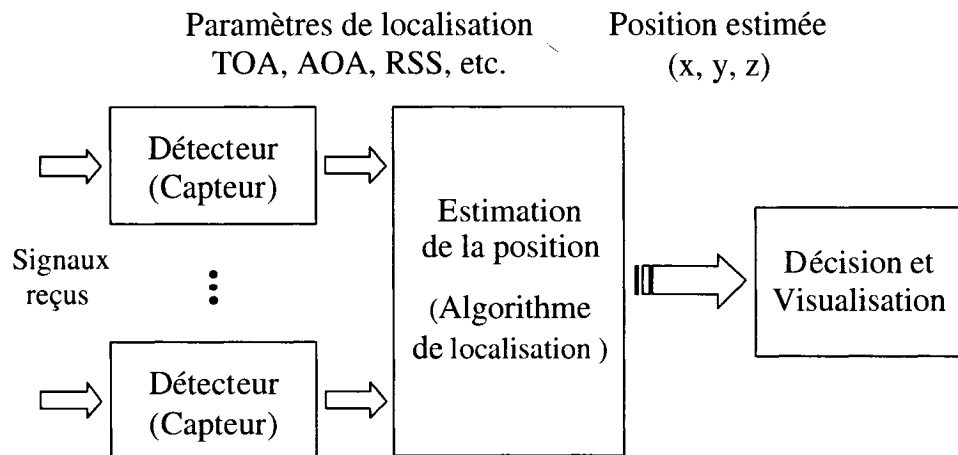 Paramètres de localisation
TOA, AOA, RSS, etc.
Position estimée
(x, y, z)
Détecteur
(Capteur)
Signaux
reçus
Détecteur
(Capteur)
Estimation
de la position
(Algorithme
de localisation )
Décision et
Visualisation